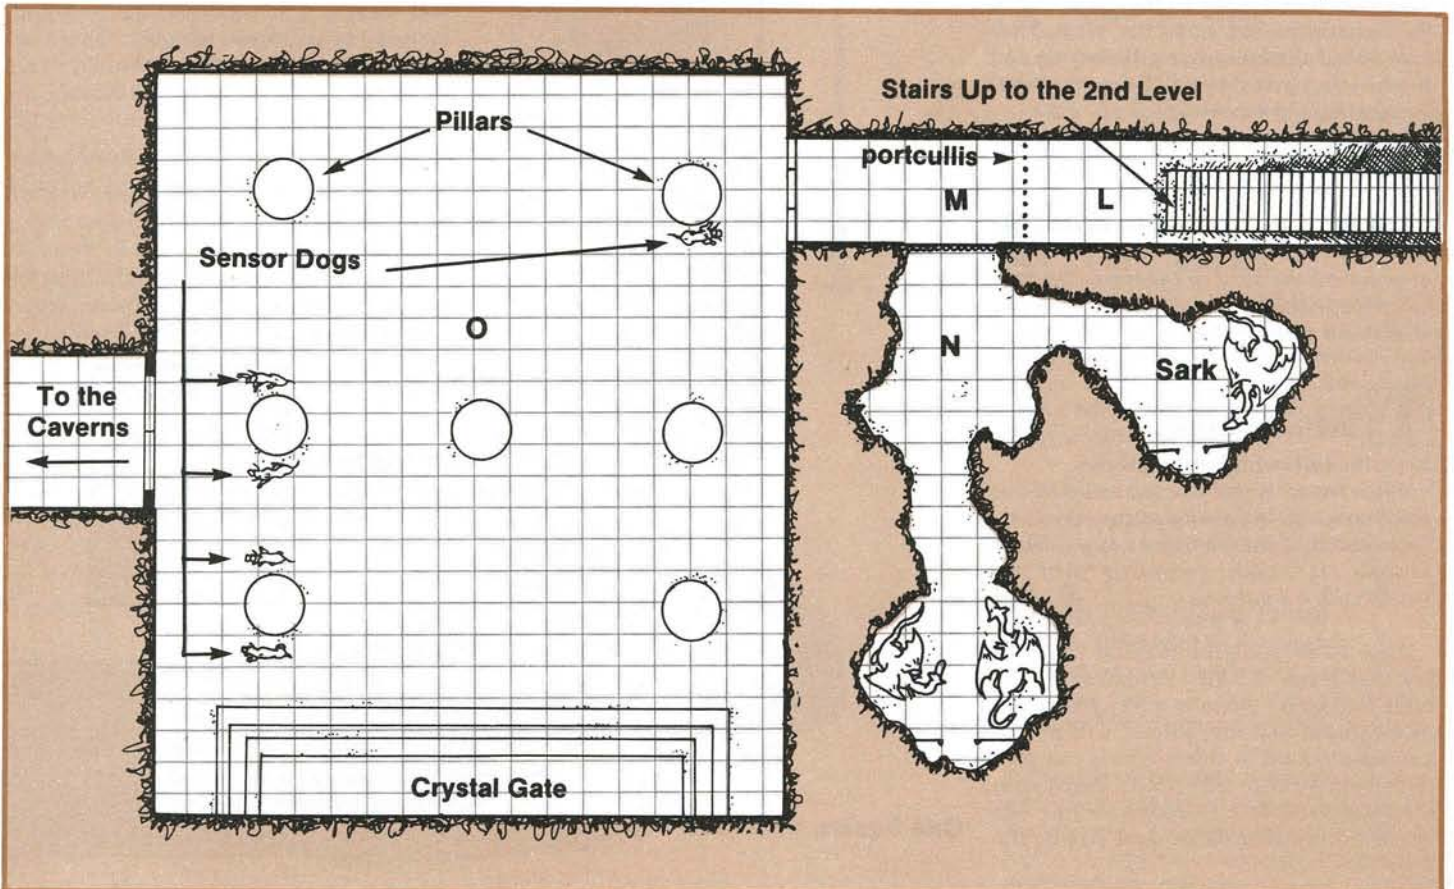 Stairs Up to the 2nd Level
Pillars
portcullis
M
L
Sensor Dogs
O
N
Sark
To the
Caverns
Crystal Gate